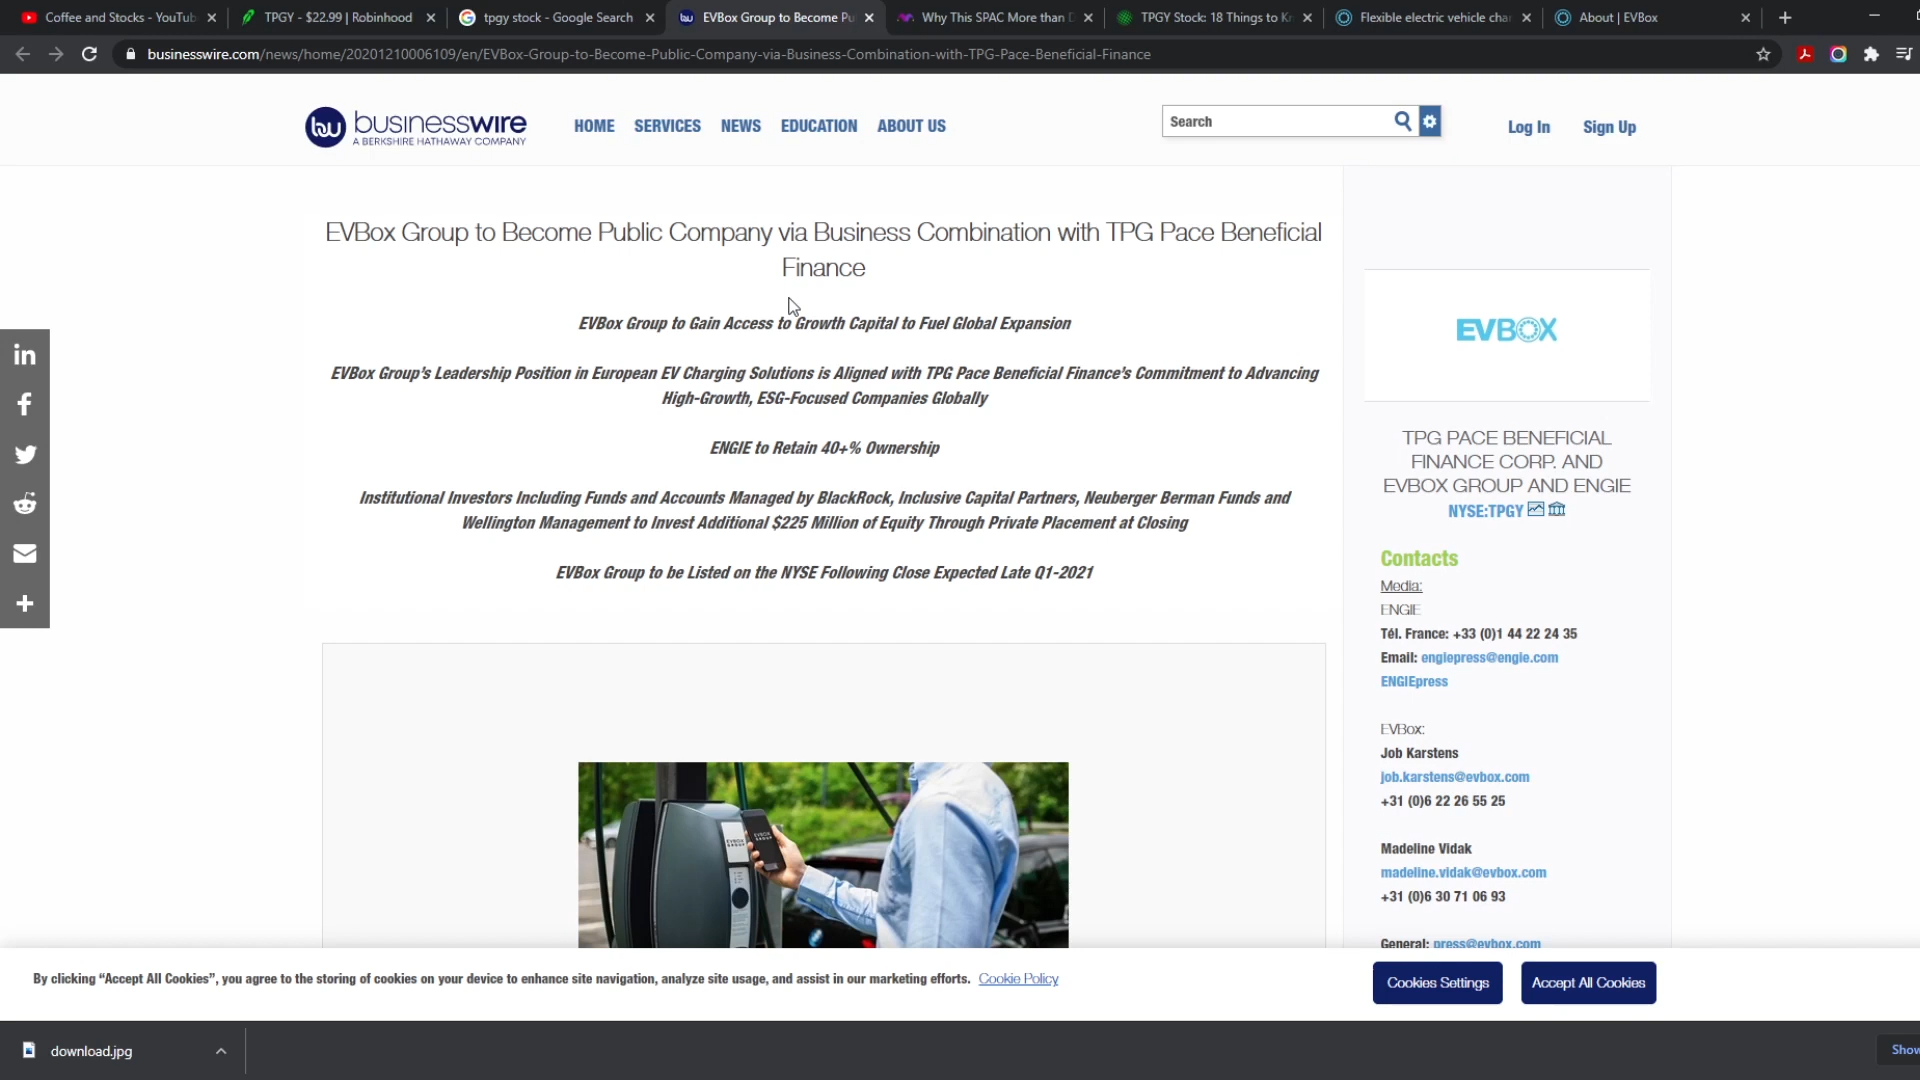 Coffee and Stocks - YouTub
TPGY - $22.99 | Robinhood
tpgy stock - Google Search
EVBox Group to Become Pu
Why This SPAC More than D
TPGY Stock: 18 Things to Kn
Flexible electric vehicle char
About | EVBox
businesswire.com/news/home/20201210006109/en/EVBox-Group-to-Become-Public-Company-via-Business-Combination-with-TPG-Pace-Beneficial-Finance
businesswire
A BERKSHIRE HATHAWAY COMPANY
HOME SERVICES NEWS EDUCATION ABOUT US
Search
Log In Sign Up
EVBox Group to Become Public Company via Business Combination with TPG Pace Beneficial
Finance
EVBox Group to Gain Access to Growth Capital to Fuel Global Expansion
EVBox Group's Leadership Position in European EV Charging Solutions is Aligned with TPG Pace Beneficial Finance's Commitment to Advancing
High-Growth, ESG-Focused Companies Globally
ENGIE to Retain 40+% Ownership
Institutional Investors Including Funds and Accounts Managed by BlackRock, Inclusive Capital Partners, Neuberger Berman Funds and
Wellington Management to Invest Additional $225 Million of Equity Through Private Placement at Closing
EVBox Group to be Listed on the NYSE Following Close Expected Late Q1-2021
EVBOX
TPG PACE BENEFICIAL
FINANCE CORP. AND
EVBOX GROUP AND ENGIE
NYSE:TPGY
Contacts
Media:
ENGIE
Tél. France: +33 (0)1 44 22 24 35
Email: engiepress@engie.com
ENGIEpress
EVBox:
Job Karstens
job.karstens@evbox.com
+31 (0)6 22 26 55 25
Madeline Vidak
madeline.vidak@evbox.com
+31 (0)6 30 71 06 93
General: press@evbox.com
By clicking “Accept All Cookies”, you agree to the storing of cookies on your device to enhance site navigation, analyze site usage, and assist in our marketing efforts. Cookie Policy
Cookies Settings
Accept All Cookies
download.jpg
Show